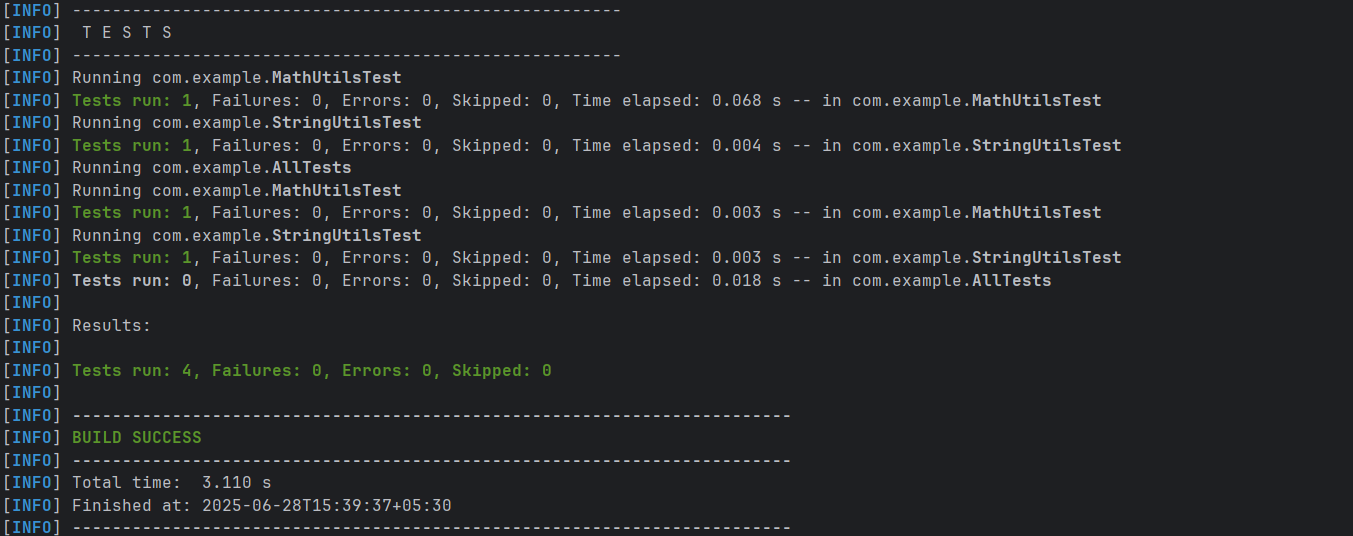 [INFO] -------------------------------------------------------
[INFO]  T E S T S
[INFO] -------------------------------------------------------
[INFO] Running com.example.MathUtilsTest
[INFO] Tests run: 1, Failures: 0, Errors: 0, Skipped: 0, Time elapsed: 0.068 s -- in com.example.MathUtilsTest
[INFO] Running com.example.StringUtilsTest
[INFO] Tests run: 1, Failures: 0, Errors: 0, Skipped: 0, Time elapsed: 0.004 s -- in com.example.StringUtilsTest
[INFO] Running com.example.AllTests
[INFO] Running com.example.MathUtilsTest
[INFO] Tests run: 1, Failures: 0, Errors: 0, Skipped: 0, Time elapsed: 0.003 s -- in com.example.MathUtilsTest
[INFO] Running com.example.StringUtilsTest
[INFO] Tests run: 1, Failures: 0, Errors: 0, Skipped: 0, Time elapsed: 0.003 s -- in com.example.StringUtilsTest
[INFO] Tests run: 0, Failures: 0, Errors: 0, Skipped: 0, Time elapsed: 0.018 s -- in com.example.AllTests
[INFO]
[INFO] Results:
[INFO]
[INFO] Tests run: 4, Failures: 0, Errors: 0, Skipped: 0
[INFO]
[INFO] ------------------------------------------------------------------------
[INFO] BUILD SUCCESS
[INFO] ------------------------------------------------------------------------
[INFO] Total time:  3.110 s
[INFO] Finished at: 2025-06-28T15:39:37+05:30
[INFO] ------------------------------------------------------------------------